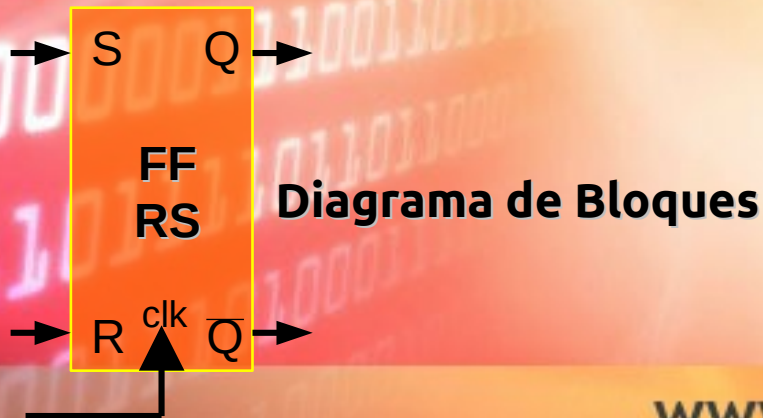 S Q
FF
RS
Diagrama de Bloques
clk
R Q̅